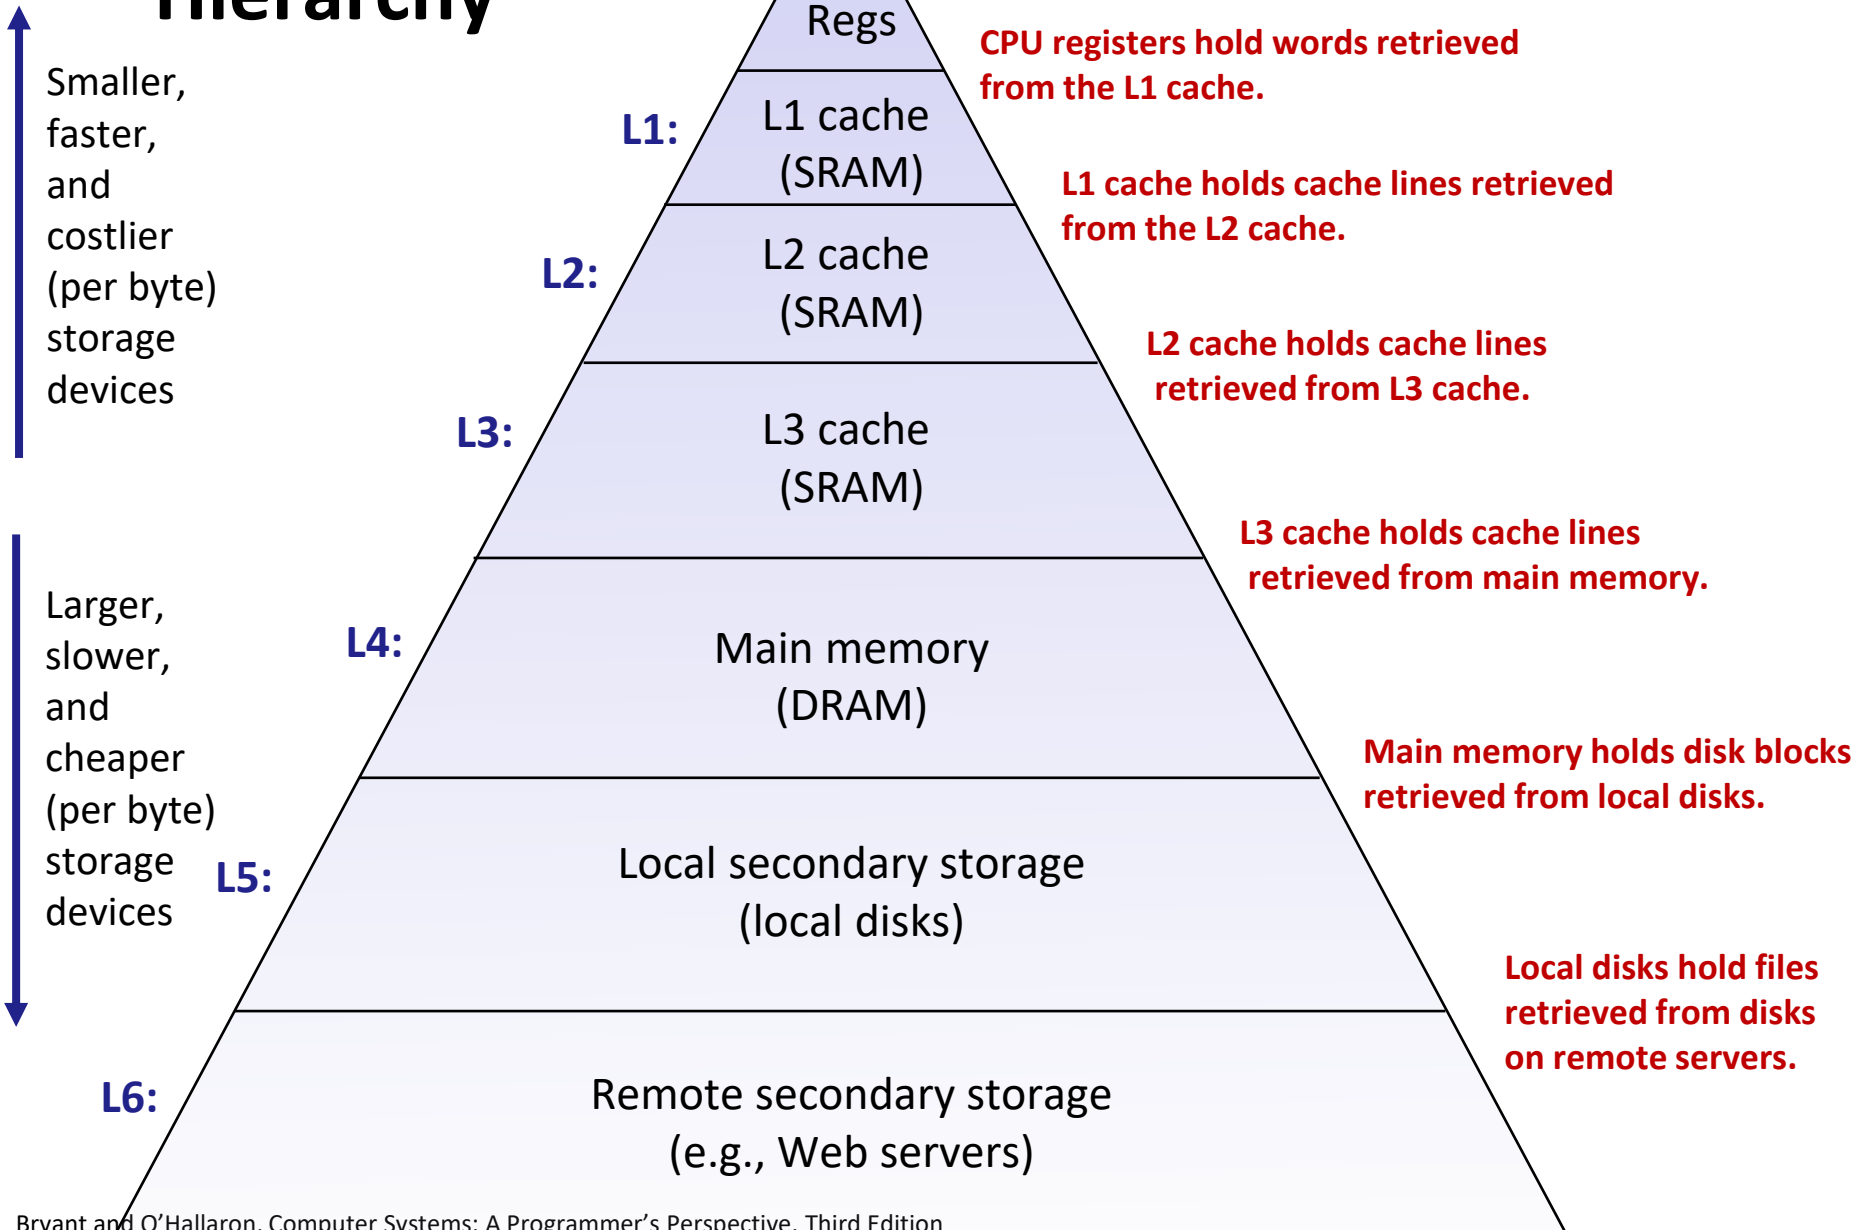 Hierarchy
Regs
CPU registers hold words retrieved
from the L1 cache.
Smaller,
faster,
and
costlier
(per byte)
storage
devices
L1:
L1 cache
(SRAM)
L1 cache holds cache lines retrieved
from the L2 cache.
L2:
L2 cache
(SRAM)
L2 cache holds cache lines
retrieved from L3 cache.
L3:
L3 cache
(SRAM)
L3 cache holds cache lines
retrieved from main memory.
Larger,
slower,
and
cheaper
(per byte)
storage
devices
L4:
Main memory
(DRAM)
Main memory holds disk blocks
retrieved from local disks.
L5:
Local secondary storage
(local disks)
Local disks hold files
retrieved from disks
on remote servers.
L6:
Remote secondary storage
(e.g., Web servers)
Bryant and O'Hallaron, Computer Systems: A Programmer's Perspective, Third Edition